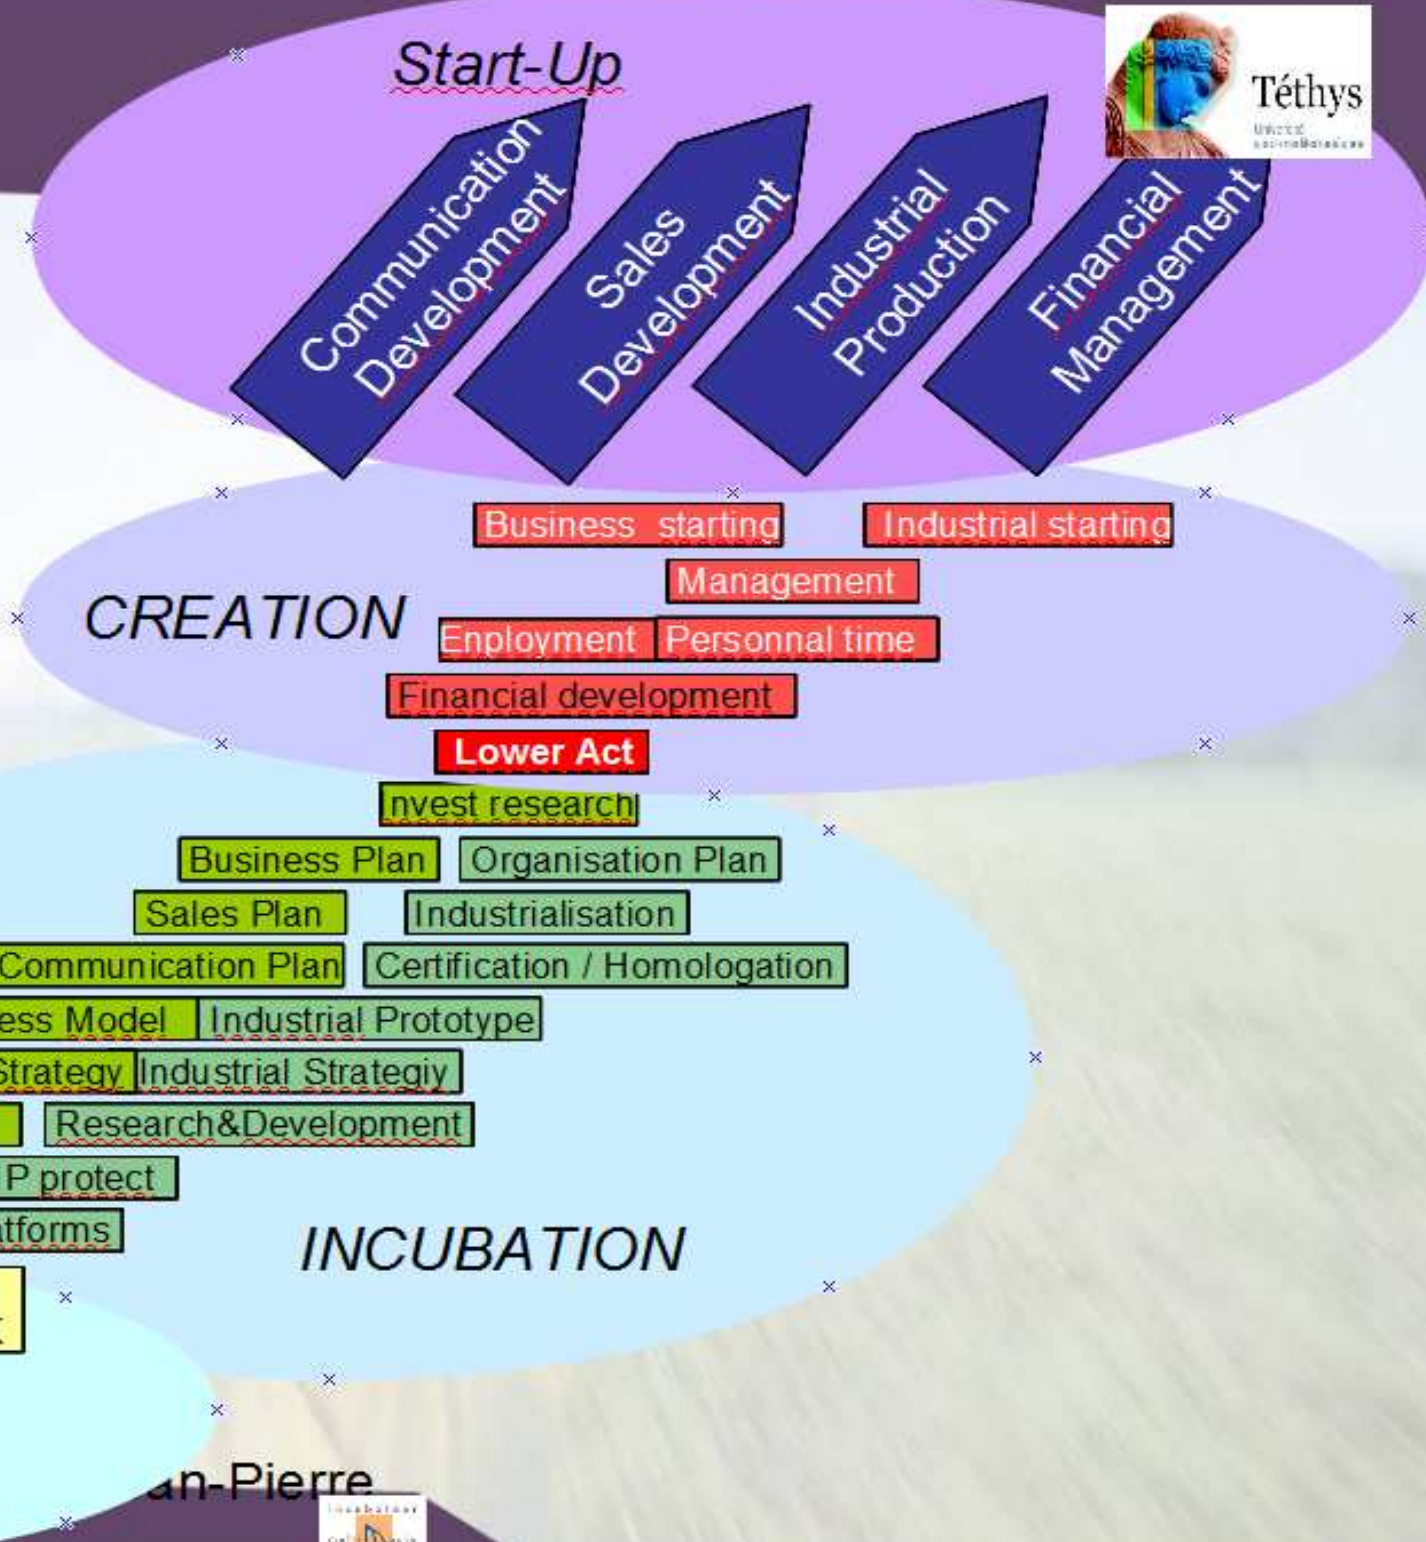 Start-Up
Téthys
Communication
Development
Sales
Development
Industrial
Production
Financial
Management
Business starting
Industrial starting
Management
CREATION
Enployment
Personnal time
Financial development
Lower Act
nvest research
Business Plan
Organisation Plan
Sales Plan
Industrialisation
Communication Plan
Certification / Homologation
ess Model
Industrial Prototype
Strategy
Industrial Strategiy
Research&Development
P protect
atforms
INCUBATION
an-Pierre